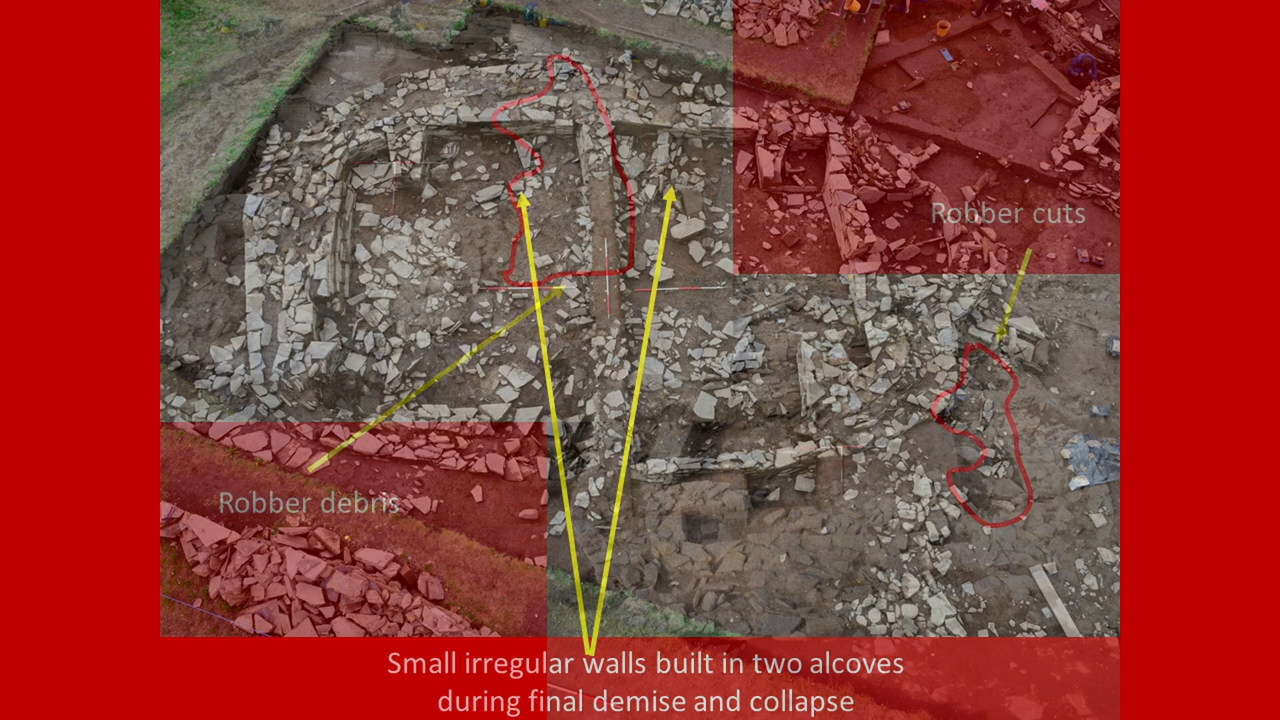 Robber cuts
Robber debris
Small irregular walls built in two alcoves
during final demise and collapse